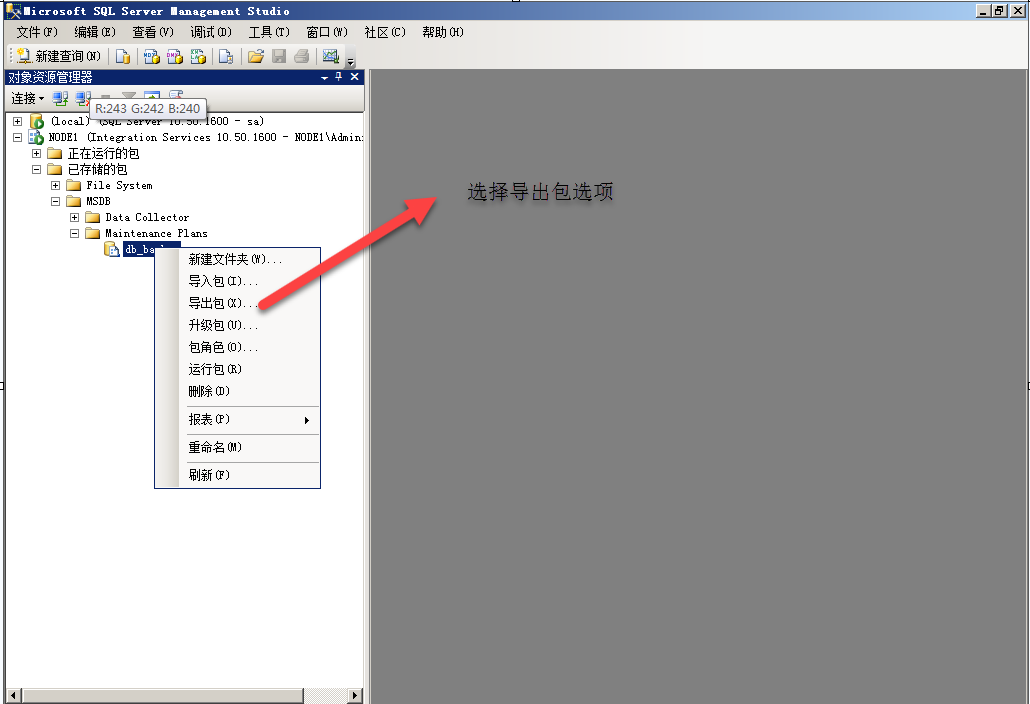 Microsoft SQL Server Management Studio
文件(F) 编辑(E) 查看(V) 调试(D) 工具(T) 窗口(W) 社区(C) 帮助(H)
新建查询(N)
对象资源管理器
连接
R:243 G:242 B:240
(local) (SQL Server 10.50.1600 - sa)
NODE1 (Integration Services 10.50.1600 - NODE1\Admin
正在运行的包
已存储的包
File System
选择导出包选项
MSDB
Data Collector
Maintenance Plans
新建文件夹(W)...
导入包(I)...
导出包(X)...
升级包(U)...
包角色(O)...
运行包(R)
删除(D)
报表(P)
重命名(M)
刷新(F)